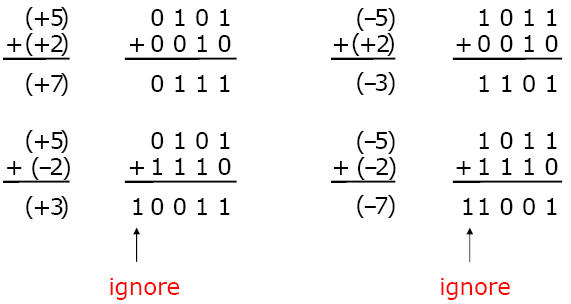 (+5) 0 1 0 1 (–5) 1 0 1 1
+(+2) +0 0 1 0 +(+2) +0 0 1 0
(+7) 0 1 1 1 (–3) 1 1 0 1
(+5) 0 1 0 1 (–5) 1 0 1 1
+ (–2) +1 1 1 0 + (–2) +1 1 1 0
(+3) 1 0 0 1 1 (–7) 1 1 0 0 1
ignore ignore